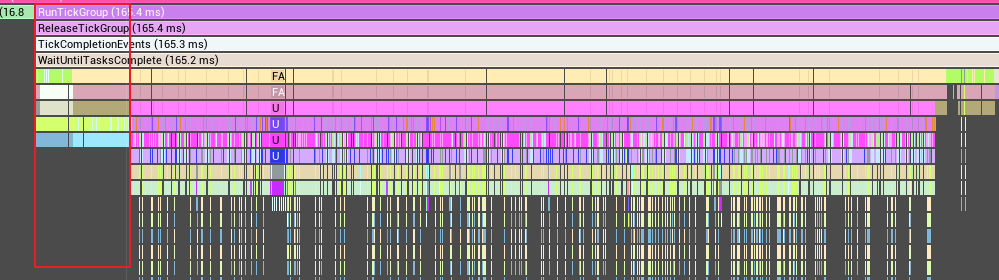 (16.8
RunTickGroup (165.4 ms)
ReleaseTickGroup (165.4 ms)
TickCompletionEvents (165.3 ms)
WaitUntilTasksComplete (165.2 ms)
FA
FA
U
U
U
U